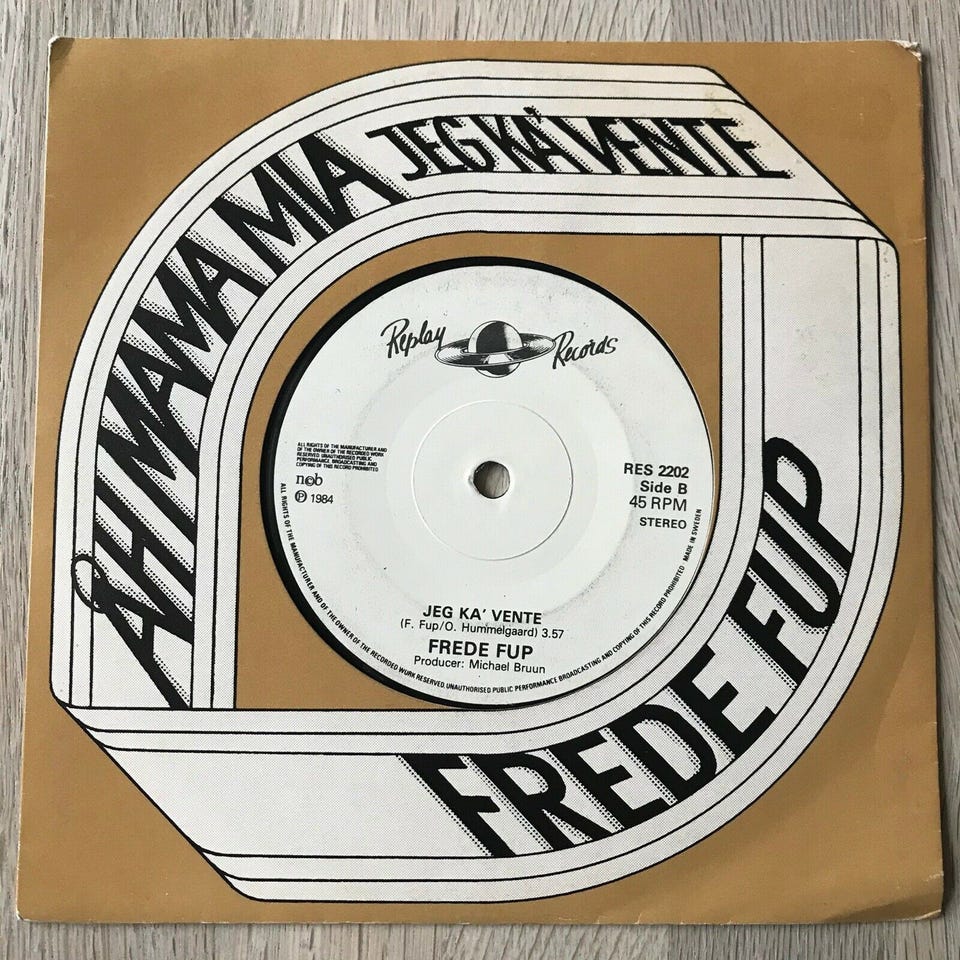 ÅH MAMA MIA
JEG KA' VENTE
Replay Records
ALL RIGHTS OF THE MANUFACTURER AND
OF THE OWNER OF THE RECORDED WORK
RESERVED. UNAUTHORISED PUBLIC
PERFORMANCE, BROADCASTING AND
COPYING OF THIS RECORD PROHIBITED
n©b
Ⓟ 1984
RES 2202
Side B
45 RPM
STEREO
JEG KA' VENTE
(F. Fup/O. Hummelgaard) 3.57
FREDE FUP
Producer: Michael Bruun
ALL RIGHTS OF THE MANUFACTURER AND OF THE OWNER OF THE RECORDED WORK RESERVED. UNAUTHORISED PUBLIC PERFORMANCE BROADCASTING AND COPYING OF THIS RECORD PROHIBITED MADE IN SWEDEN
FREDE FUP